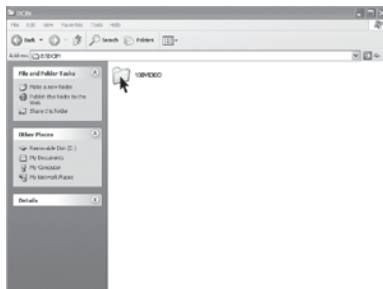 DCIM
File Edit View Favorites Tools Help
Back Search Folders
Address E:\DCIM
File and Folder Tasks
Make a new folder
Publish this folder to the
Web
Share this folder
100VIDEO
Other Places
Removable Disk (E:)
My Documents
My Computer
My Network Places
Details